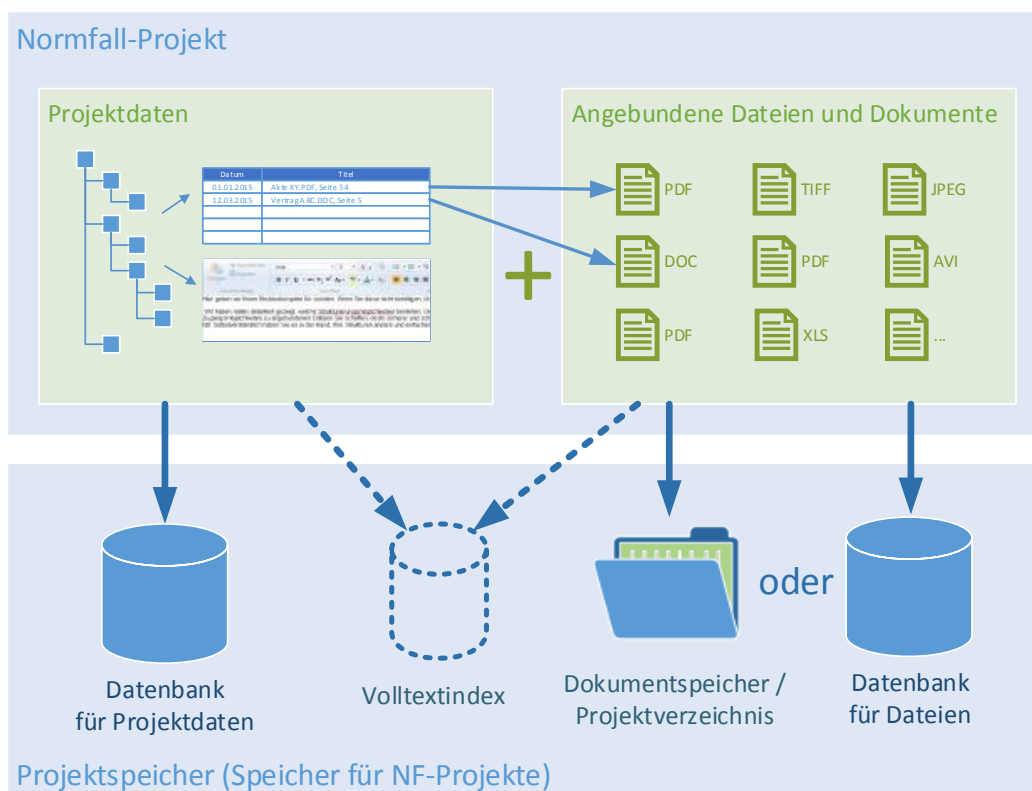 Normfall-Projekt
Projektdaten
Datum Titel
01.01.2015 Akte XY.PDF, Seite 54
12.03.2015 Vertrag ABC.DOC, Seite 5
Angebundene Dateien und Dokumente
PDF TIFF JPEG
DOC PDF AVI
PDF XLS ...
oder
Datenbank
für Projektdaten
Volltextindex
Dokumentspeicher /
Projektverzeichnis
Datenbank
für Dateien
Projektspeicher (Speicher für NF-Projekte)